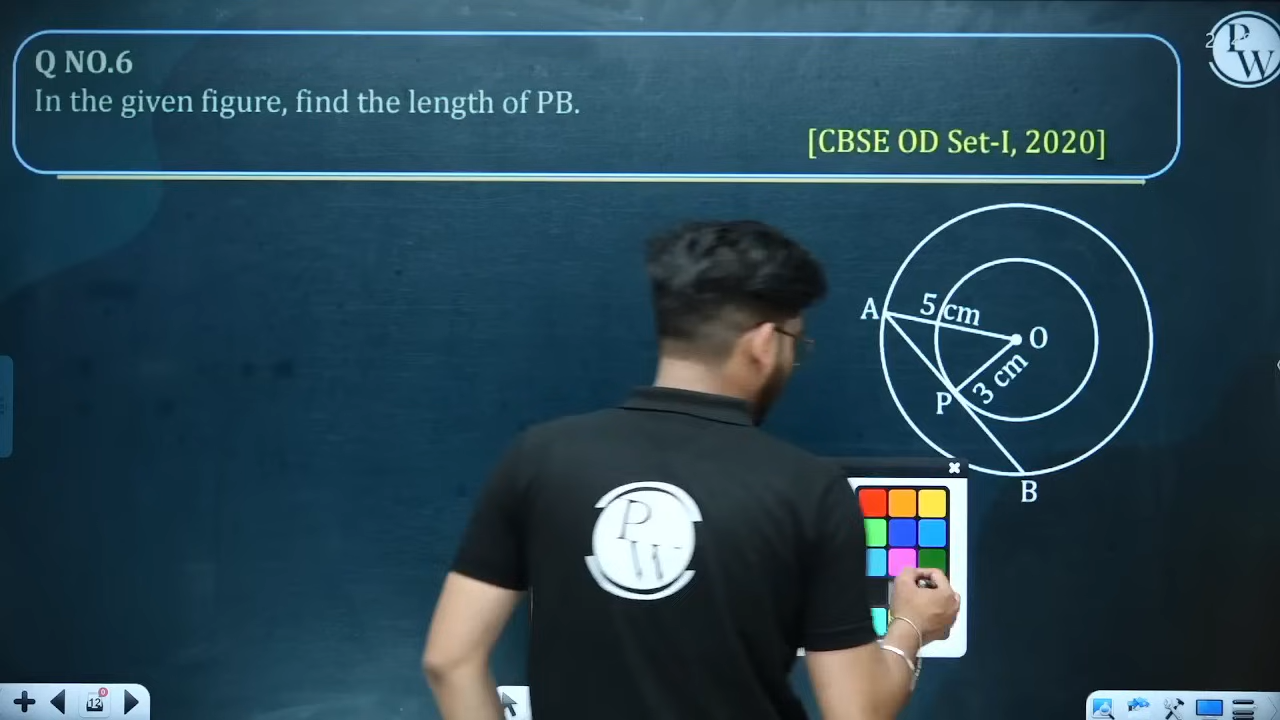 Q NO.6
In the given figure, find the length of PB.
[CBSE OD Set-I, 2020]
P
W
A
5 cm
O
3 cm
P
B
P
W
12